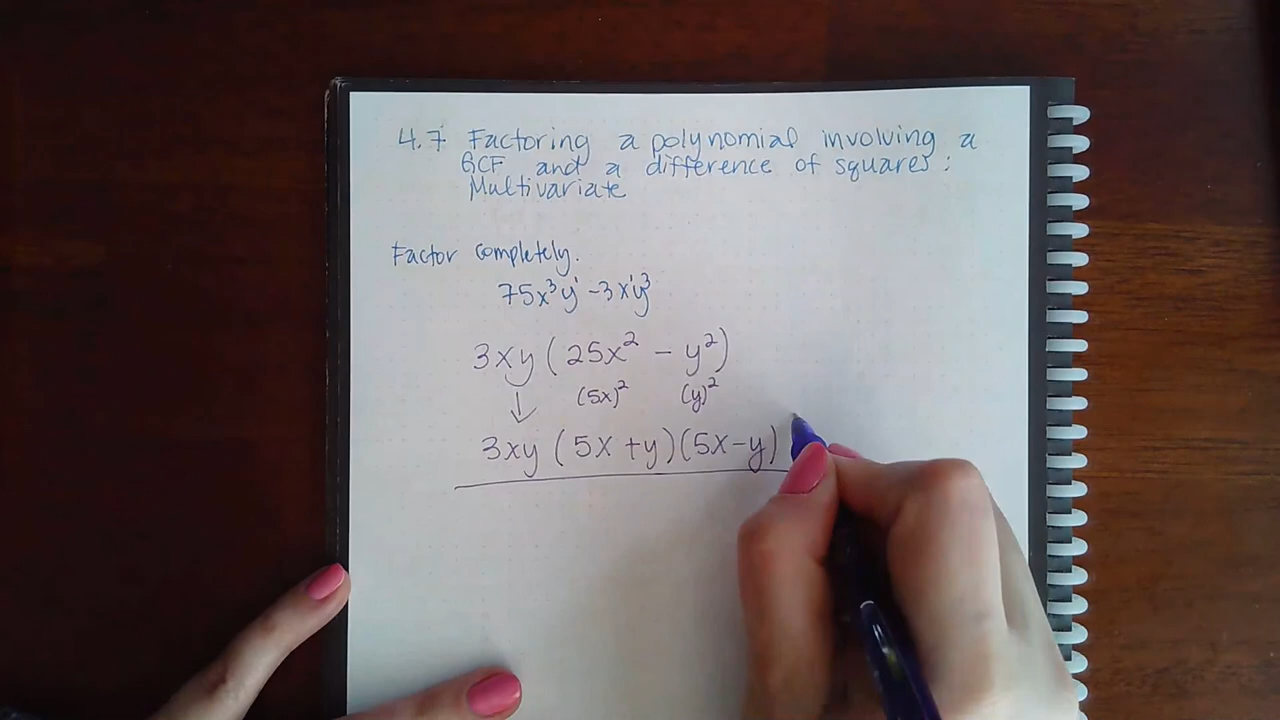 4.7 Factoring a polynomial involving a
GCF and a difference of squares:
Multivariate
Factor completely.
75x³y¹ - 3x¹y³
3xy (25x² - y²)
(5x)² (y)²
↓
3xy (5x + y)(5x - y)